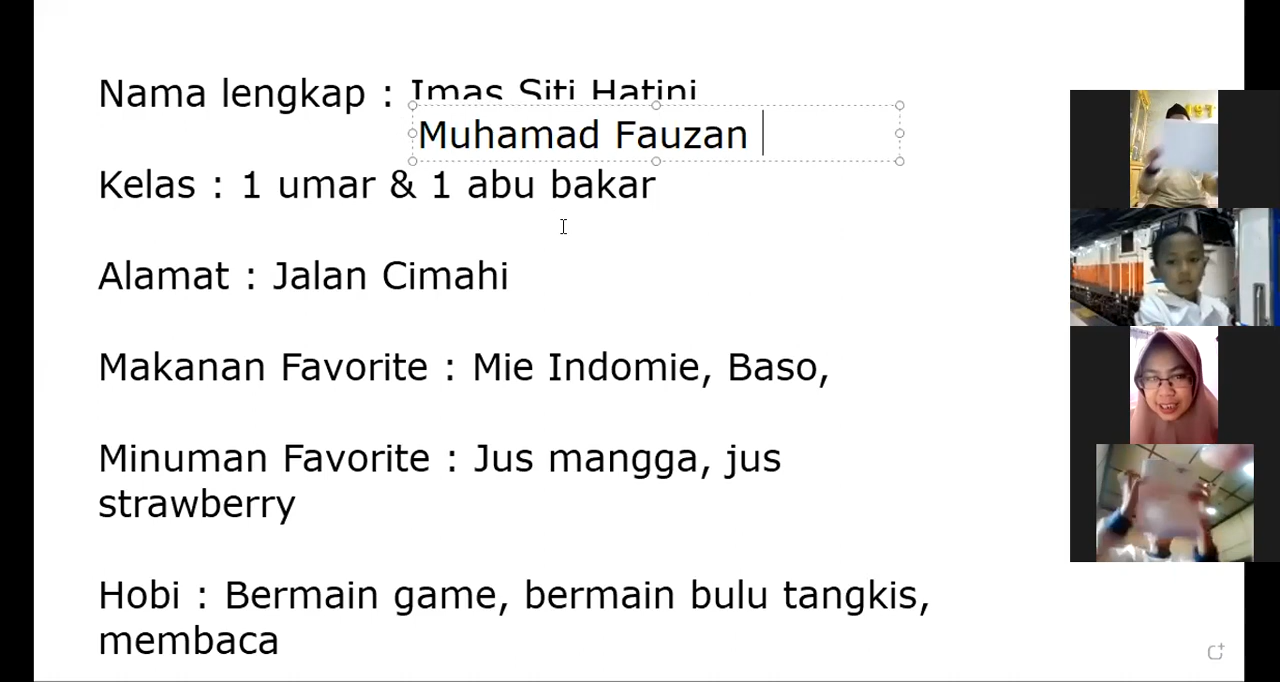 Nama lengkap : Imas Siti Hatini
Muhamad Fauzan
Kelas : 1 umar & 1 abu bakar
Alamat : Jalan Cimahi
Makanan Favorite : Mie Indomie, Baso,
Minuman Favorite : Jus mangga, jus
strawberry
Hobi : Bermain game, bermain bulu tangkis,
membaca